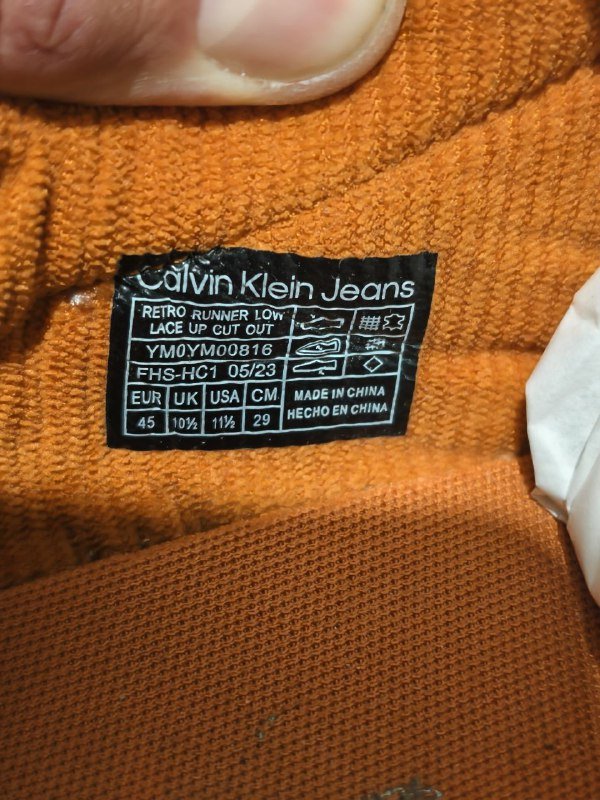 Calvin Klein Jeans
RETRO RUNNER LOW
LACE UP CUT OUT
YM0YM00816
FHS-HC1 05/23
EUR UK USA CM
45 10½ 11½ 29
MADE IN CHINA
HECHO EN CHINA